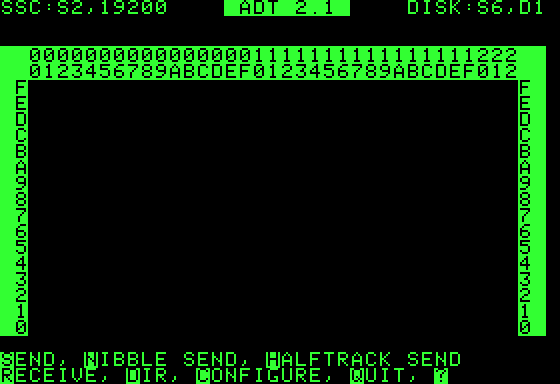 SSC:S2,19200 ADT 2.1 DISK:S6,D1
00000000000000001111111111111111222
0123456789ABCDEF0123456789ABCDEF012
F F
E E
D D
C C
B B
A A
9 9
8 8
7 7
6 6
5 5
4 4
3 3
2 2
1 1
0 0
SEND, NIBBLE SEND, HALFTRACK SEND
RECEIVE, DIR, CONFIGURE, QUIT, ?